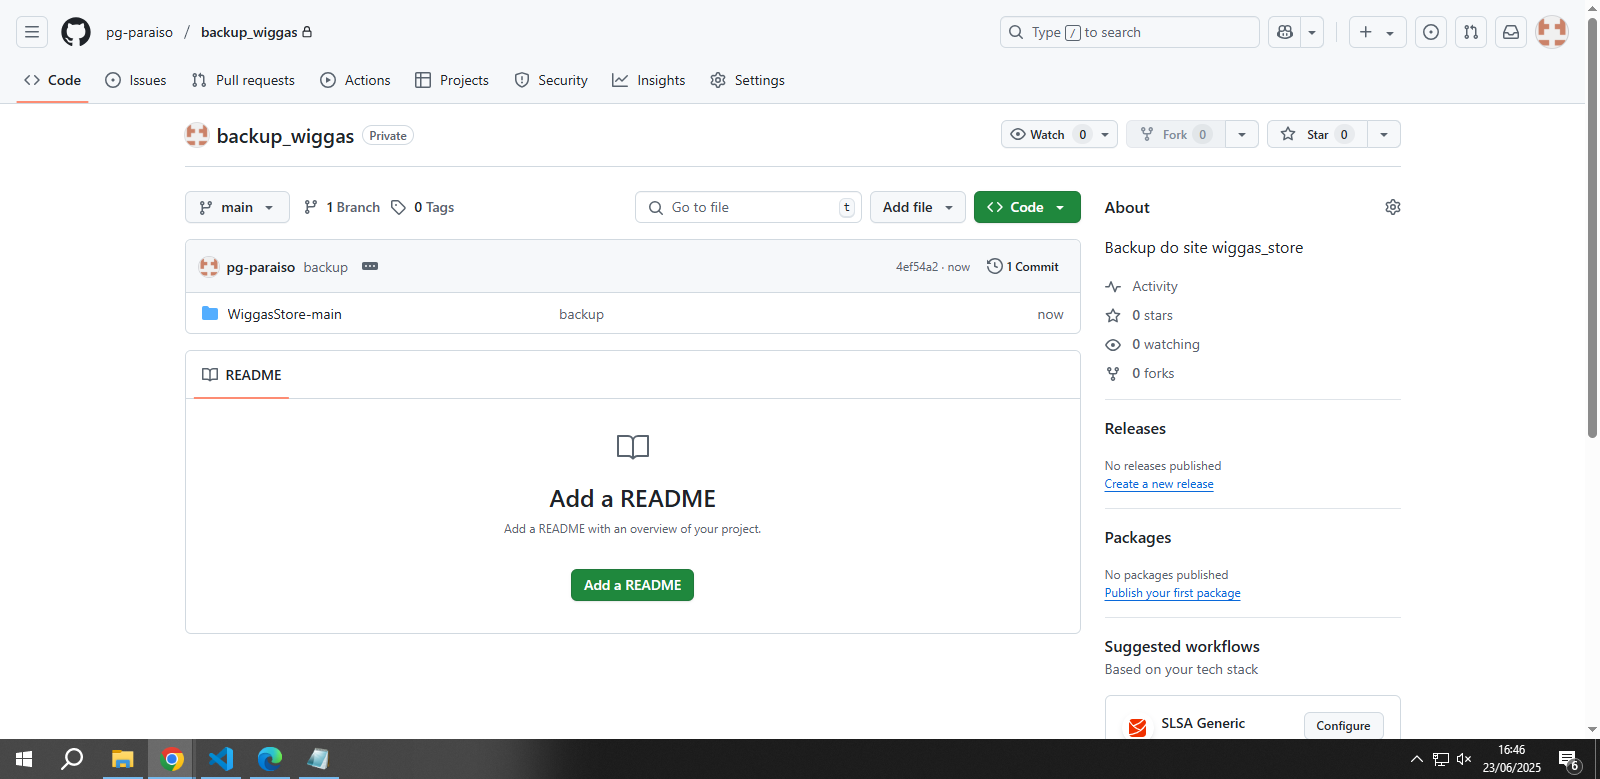 pg-paraiso / backup_wiggas
Type / to search
Code Issues Pull requests Actions Projects Security Insights Settings
backup_wiggas Private
Watch 0 Fork 0 Star 0
main 1 Branch 0 Tags Go to file t Add file Code
pg-paraiso backup 4ef54a2 · now 1 Commit
WiggasStore-main backup now
README
Add a README
Add a README with an overview of your project.
Add a README
About
Backup do site wiggas_store
Activity
0 stars
0 watching
0 forks
Releases
No releases published
Create a new release
Packages
No packages published
Publish your first package
Suggested workflows
Based on your tech stack
SLSA Generic Configure
16:46
23/06/2025
6